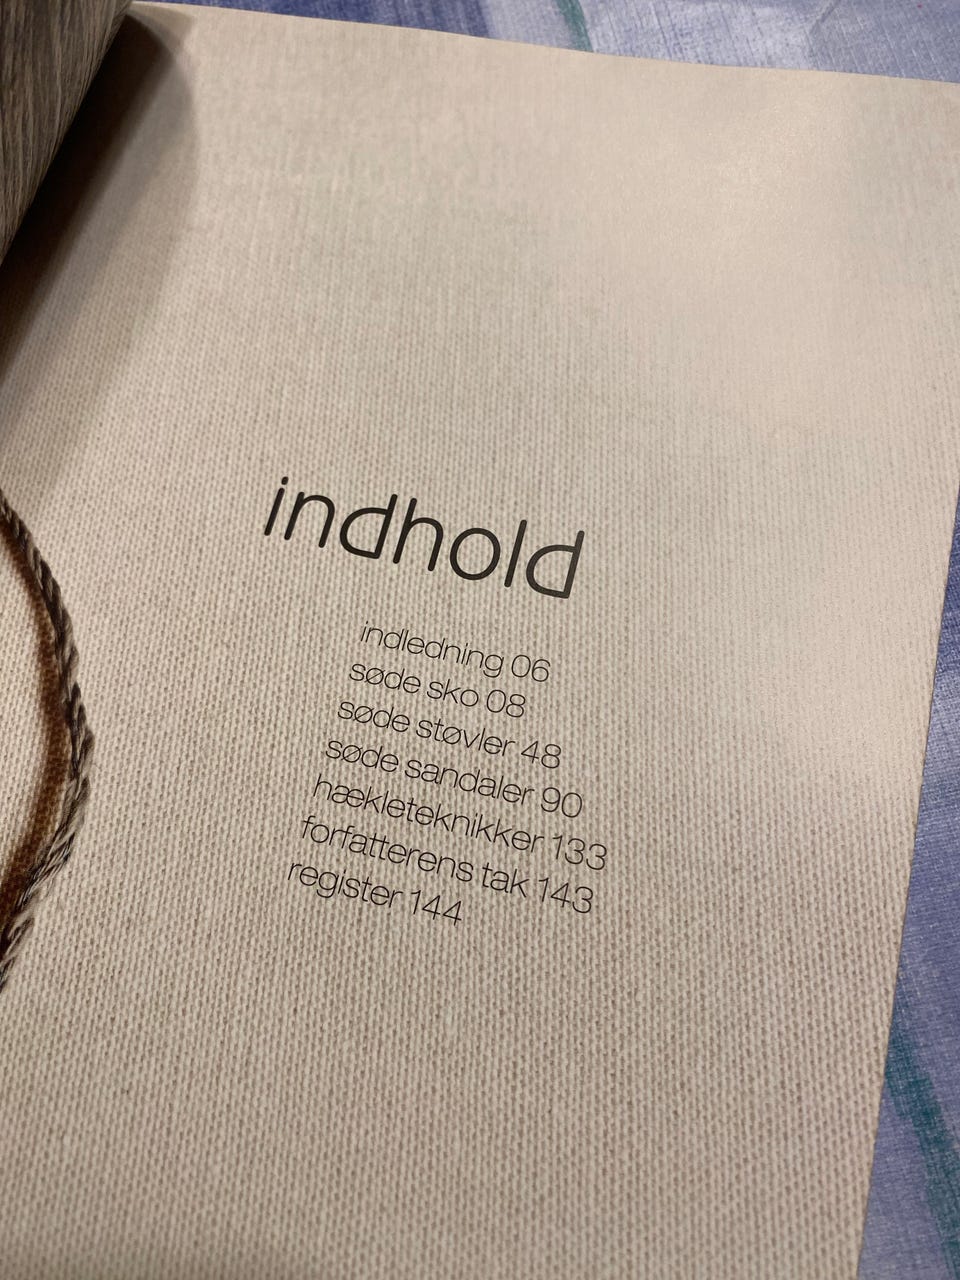 indhold
indledning 06
søde sko 08
søde støvler 48
søde sandaler 90
hækleteknikker 133
forfatterens tak 143
register 144